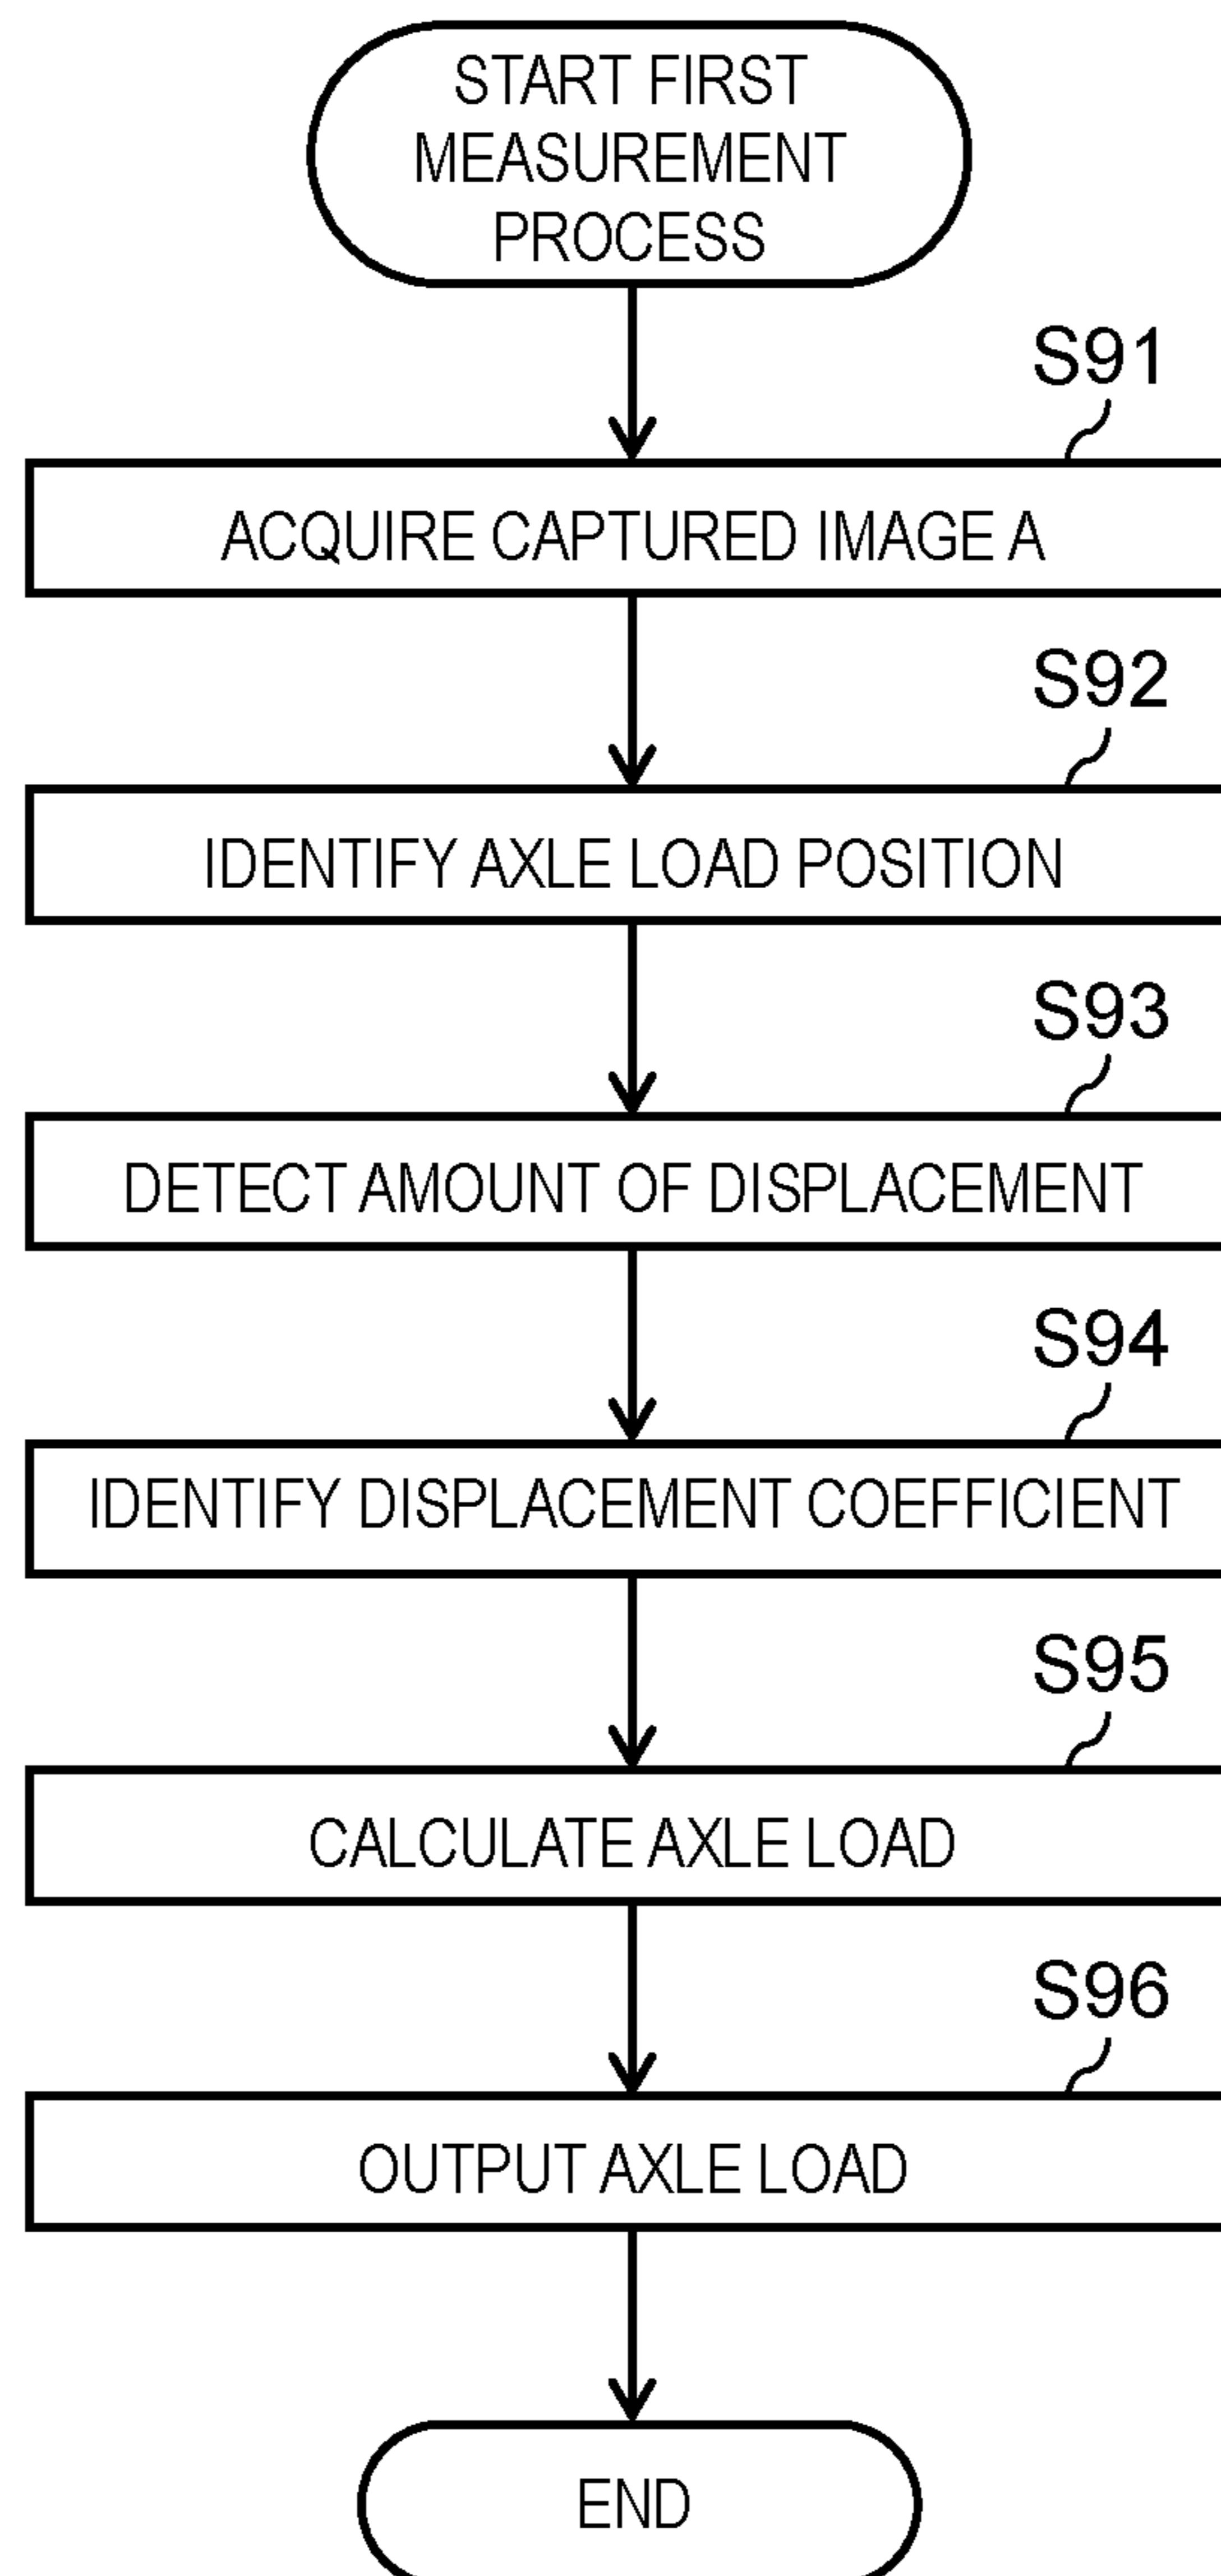 START FIRST
MEASUREMENT
PROCESS
S91
ACQUIRE CAPTURED IMAGE A
S92
IDENTIFY AXLE LOAD POSITION
S93
DETECT AMOUNT OF DISPLACEMENT
S94
IDENTIFY DISPLACEMENT COEFFICIENT
S95
CALCULATE AXLE LOAD
S96
OUTPUT AXLE LOAD
END